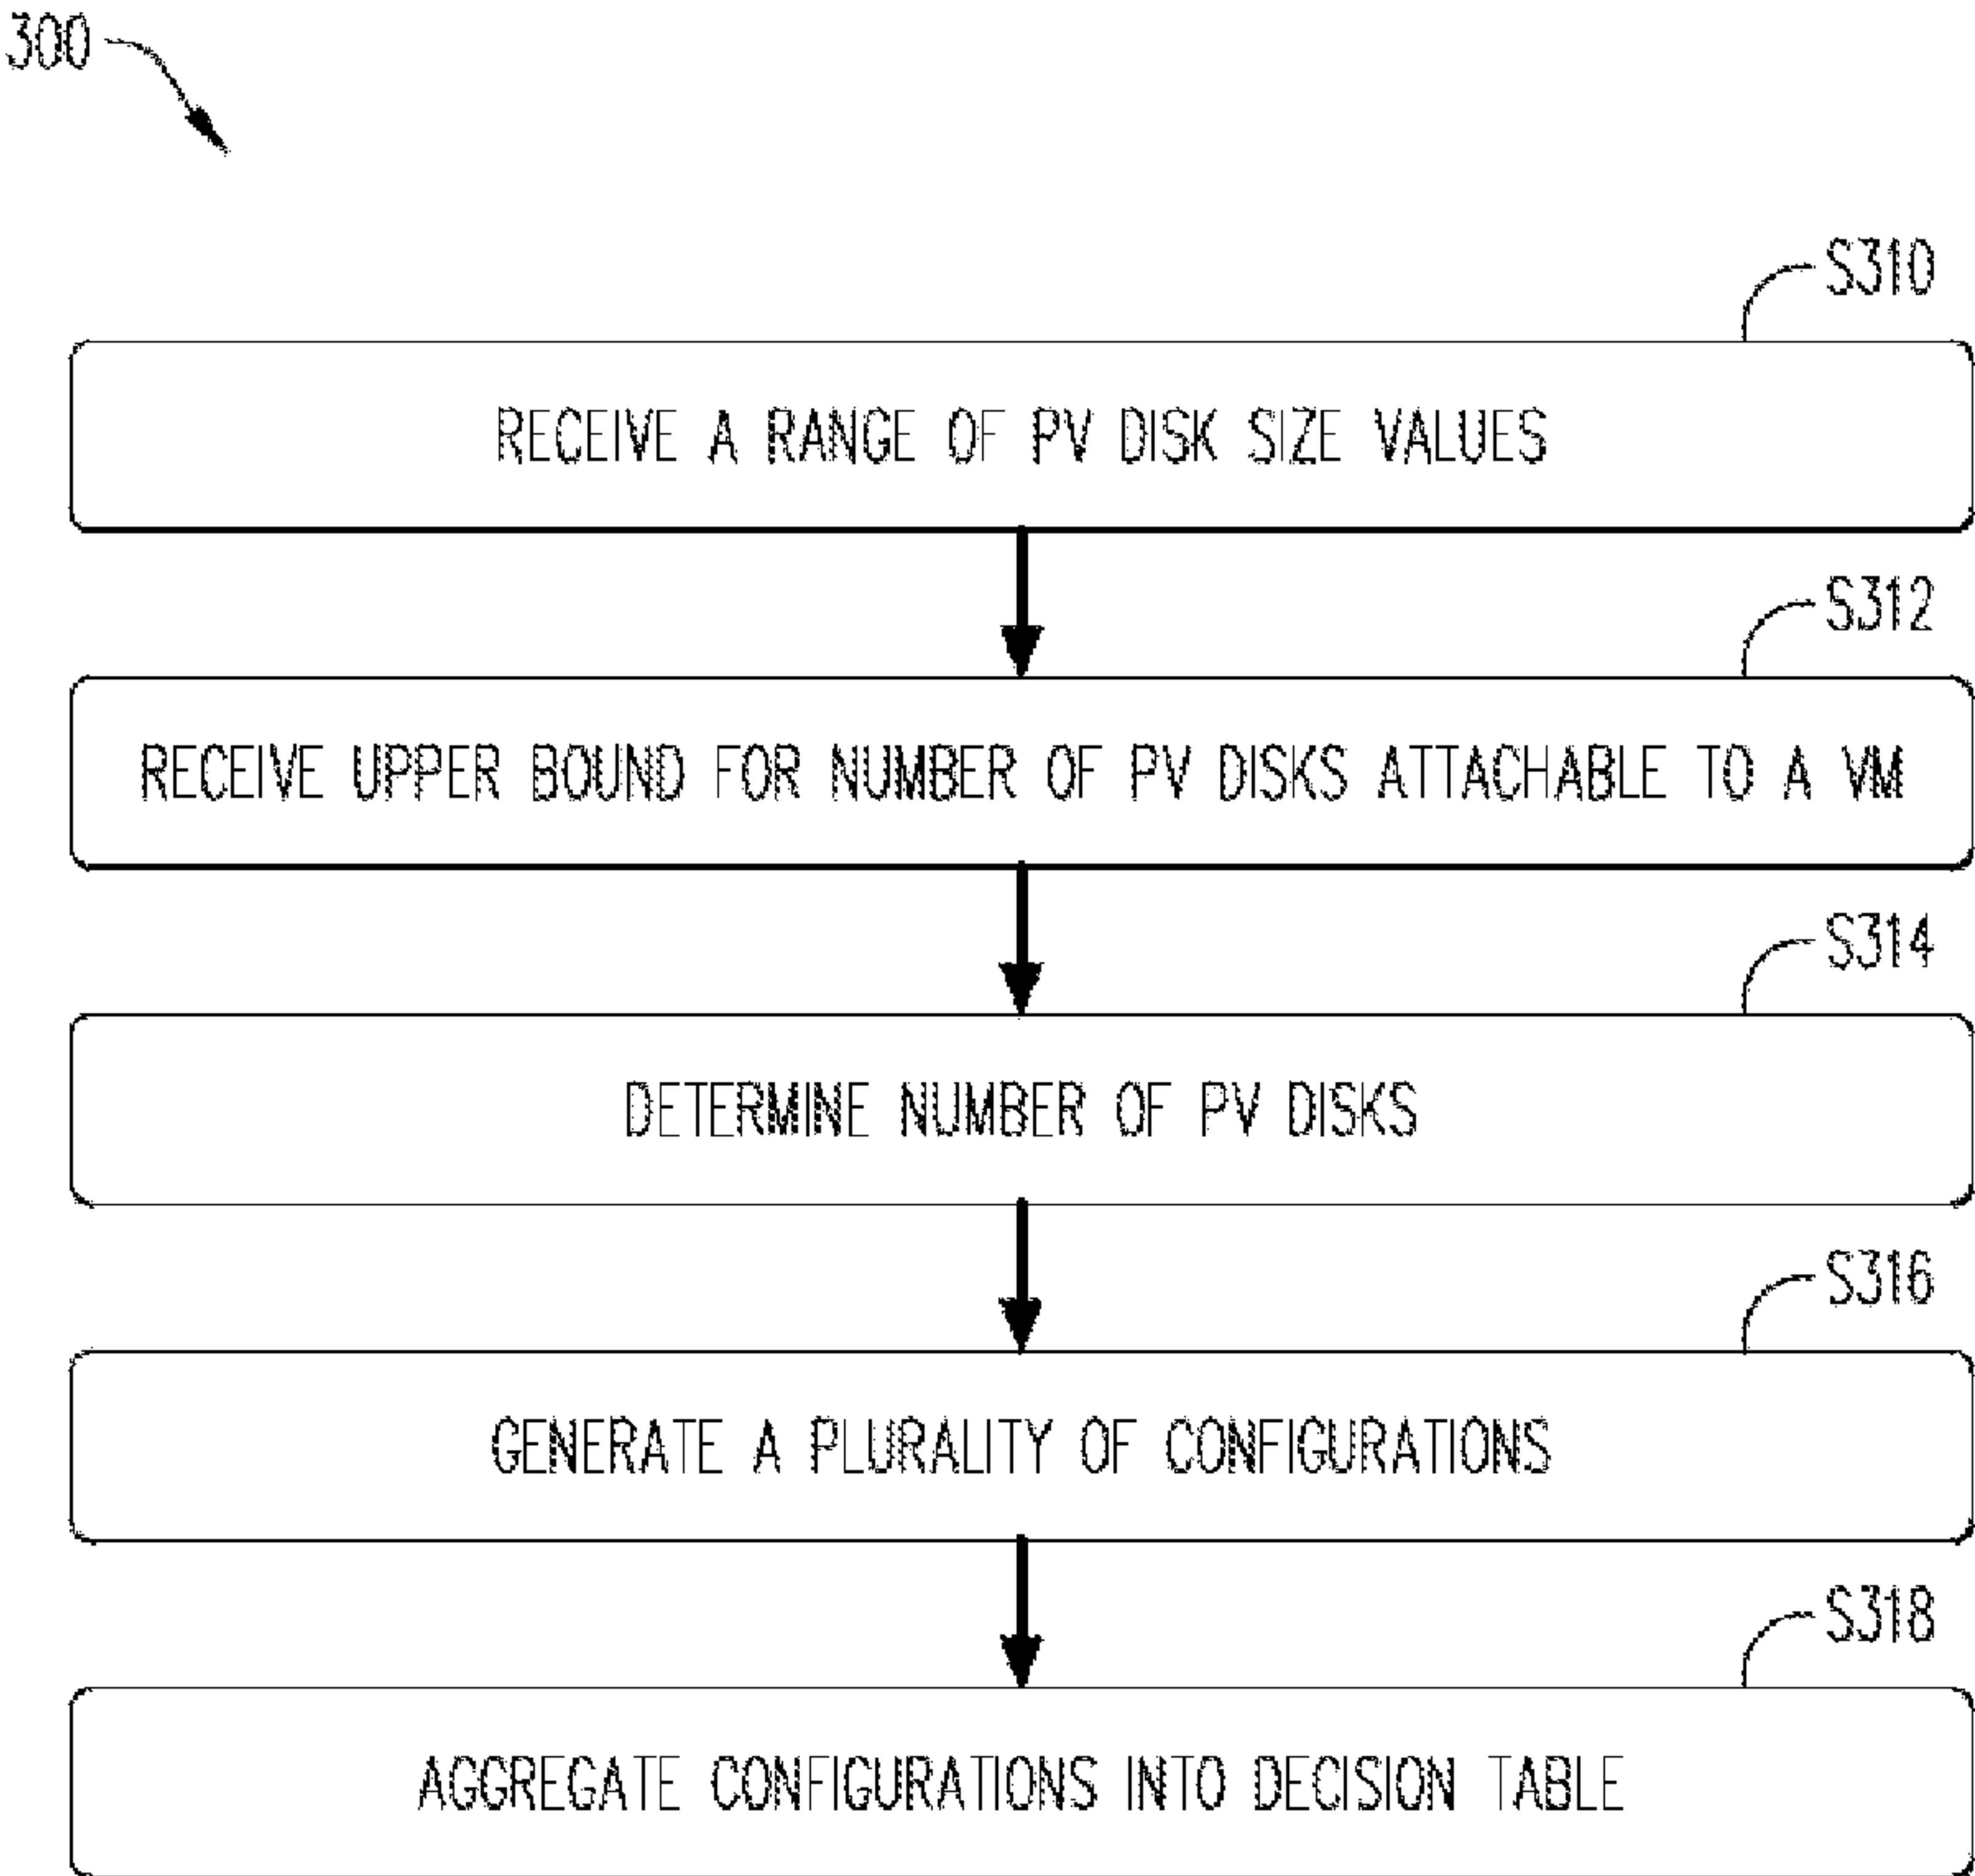 300
S310
RECEIVE A RANGE OF PV DISK SIZE VALUES
S312
RECEIVE UPPER BOUND FOR NUMBER OF PV DISKS ATTACHABLE TO A VM
S314
DETERMINE NUMBER OF PV DISKS
S316
GENERATE A PLURALITY OF CONFIGURATIONS
S318
AGGREGATE CONFIGURATIONS INTO DECISION TABLE